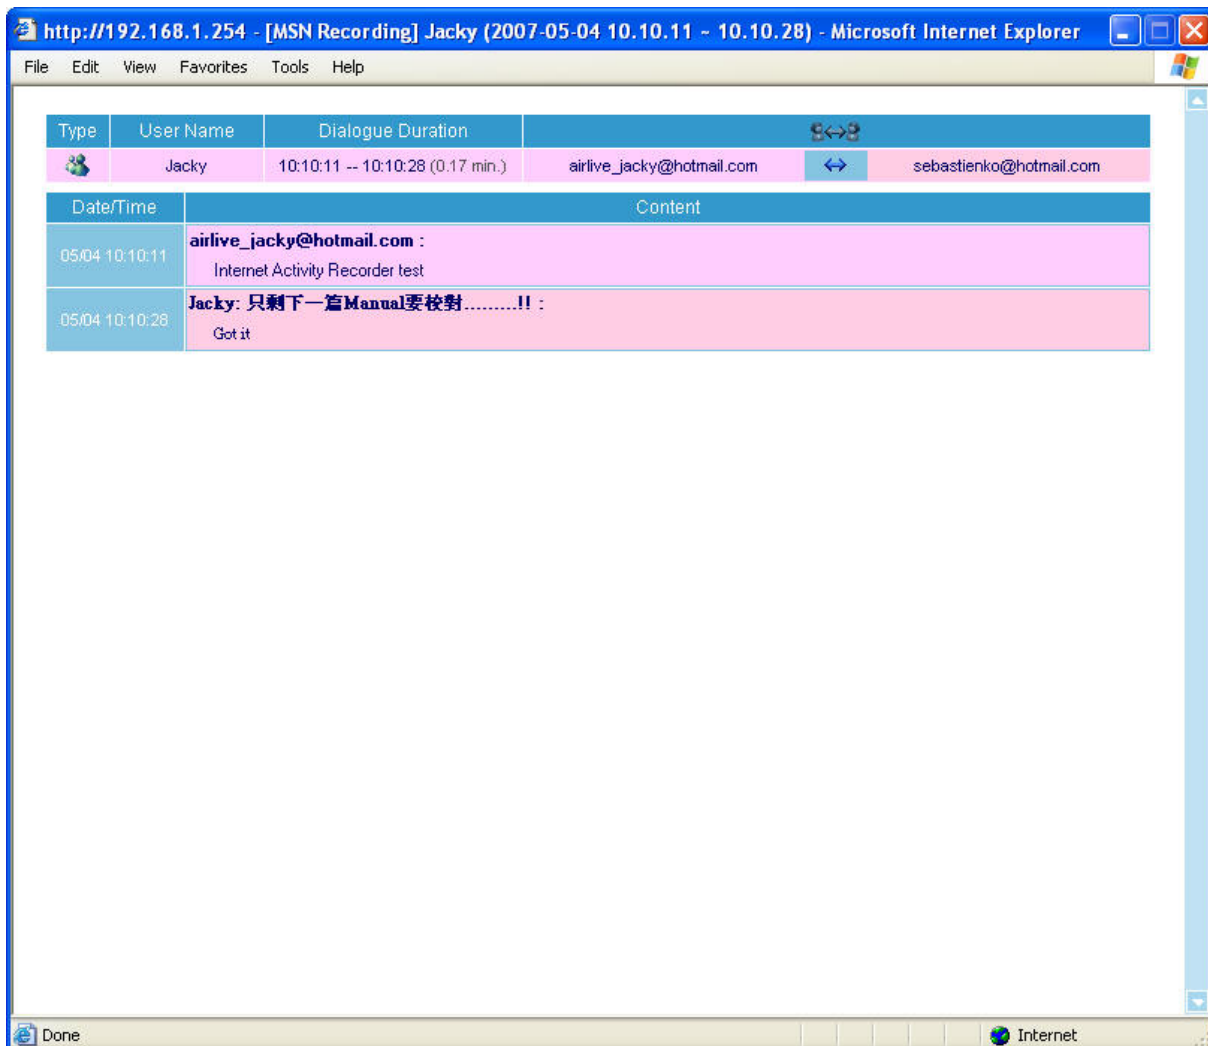 http://192.168.1.254 - [MSN Recording] Jacky (2007-05-04 10.10.11 ~ 10.10.28) - Microsoft Internet Explorer
File Edit View Favorites Tools Help
Type User Name Dialogue Duration
Jacky 10:10:11 -- 10:10:28 (0.17 min.) airlive_jacky@hotmail.com sebastienko@hotmail.com
Date/Time Content
05/04 10:10:11
airlive_jacky@hotmail.com :
Internet Activity Recorder test
05/04 10:10:28
Jacky: 只剩下一篇Manual要校對.........!! :
Got it
Done Internet